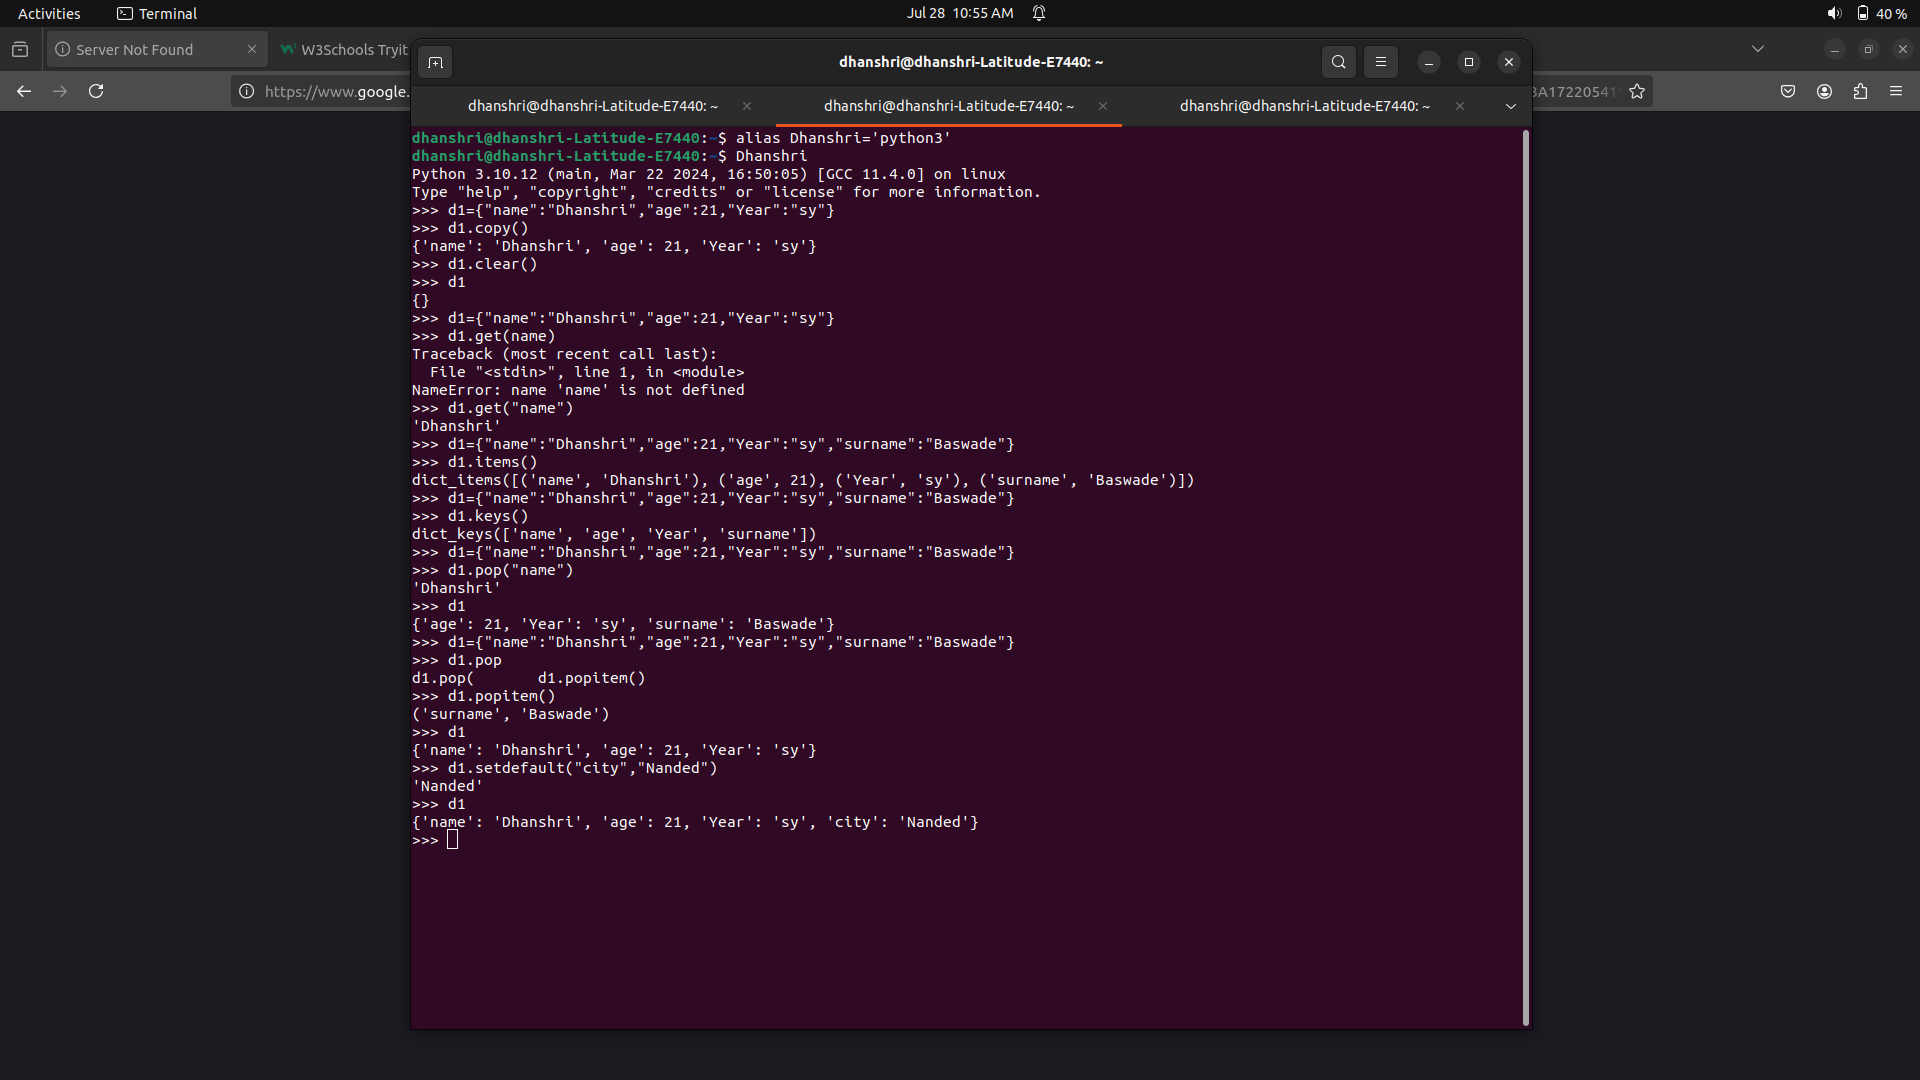 Activities
Terminal
Jul 28 10:55 AM
40 %
Server Not Found
W3Schools Tryit
https://www.google.
dhanshri@dhanshri-Latitude-E7440: ~
dhanshri@dhanshri-Latitude-E7440: ~
dhanshri@dhanshri-Latitude-E7440: ~
dhanshri@dhanshri-Latitude-E7440: ~
dhanshri@dhanshri-Latitude-E7440:~$ alias Dhanshri='python3'
dhanshri@dhanshri-Latitude-E7440:~$ Dhanshri
Python 3.10.12 (main, Mar 22 2024, 16:50:05) [GCC 11.4.0] on linux
Type "help", "copyright", "credits" or "license" for more information.
>>> d1={"name":"Dhanshri","age":21,"Year":"sy"}
>>> d1.copy()
{'name': 'Dhanshri', 'age': 21, 'Year': 'sy'}
>>> d1.clear()
>>> d1
{}
>>> d1={"name":"Dhanshri","age":21,"Year":"sy"}
>>> d1.get(name)
Traceback (most recent call last):
  File "<stdin>", line 1, in <module>
NameError: name 'name' is not defined
>>> d1.get("name")
'Dhanshri'
>>> d1={"name":"Dhanshri","age":21,"Year":"sy","surname":"Baswade"}
>>> d1.items()
dict_items([('name', 'Dhanshri'), ('age', 21), ('Year', 'sy'), ('surname', 'Baswade')])
>>> d1={"name":"Dhanshri","age":21,"Year":"sy","surname":"Baswade"}
>>> d1.keys()
dict_keys(['name', 'age', 'Year', 'surname'])
>>> d1={"name":"Dhanshri","age":21,"Year":"sy","surname":"Baswade"}
>>> d1.pop("name")
'Dhanshri'
>>> d1
{'age': 21, 'Year': 'sy', 'surname': 'Baswade'}
>>> d1={"name":"Dhanshri","age":21,"Year":"sy","surname":"Baswade"}
>>> d1.pop
d1.pop(       d1.popitem()
>>> d1.popitem()
('surname', 'Baswade')
>>> d1
{'name': 'Dhanshri', 'age': 21, 'Year': 'sy'}
>>> d1.setdefault("city","Nanded")
'Nanded'
>>> d1
{'name': 'Dhanshri', 'age': 21, 'Year': 'sy', 'city': 'Nanded'}
>>>